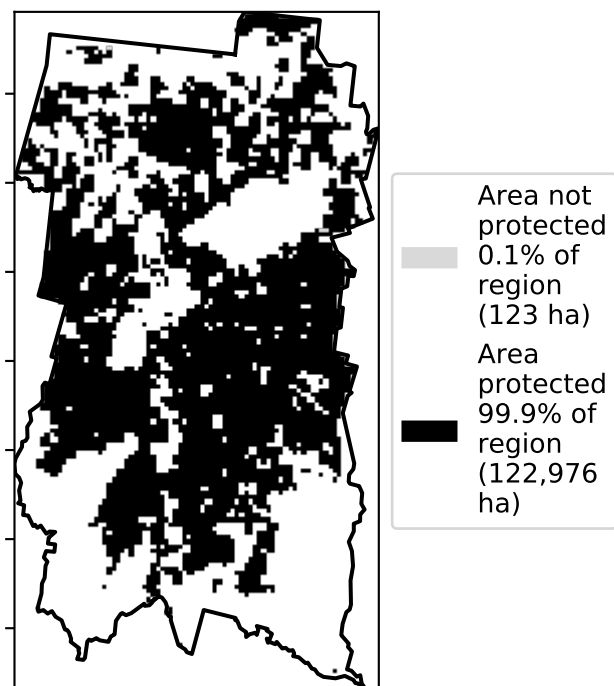 Area not
protected
0.1% of
region
(123 ha)
Area
protected
99.9% of
region
(122,976
ha)